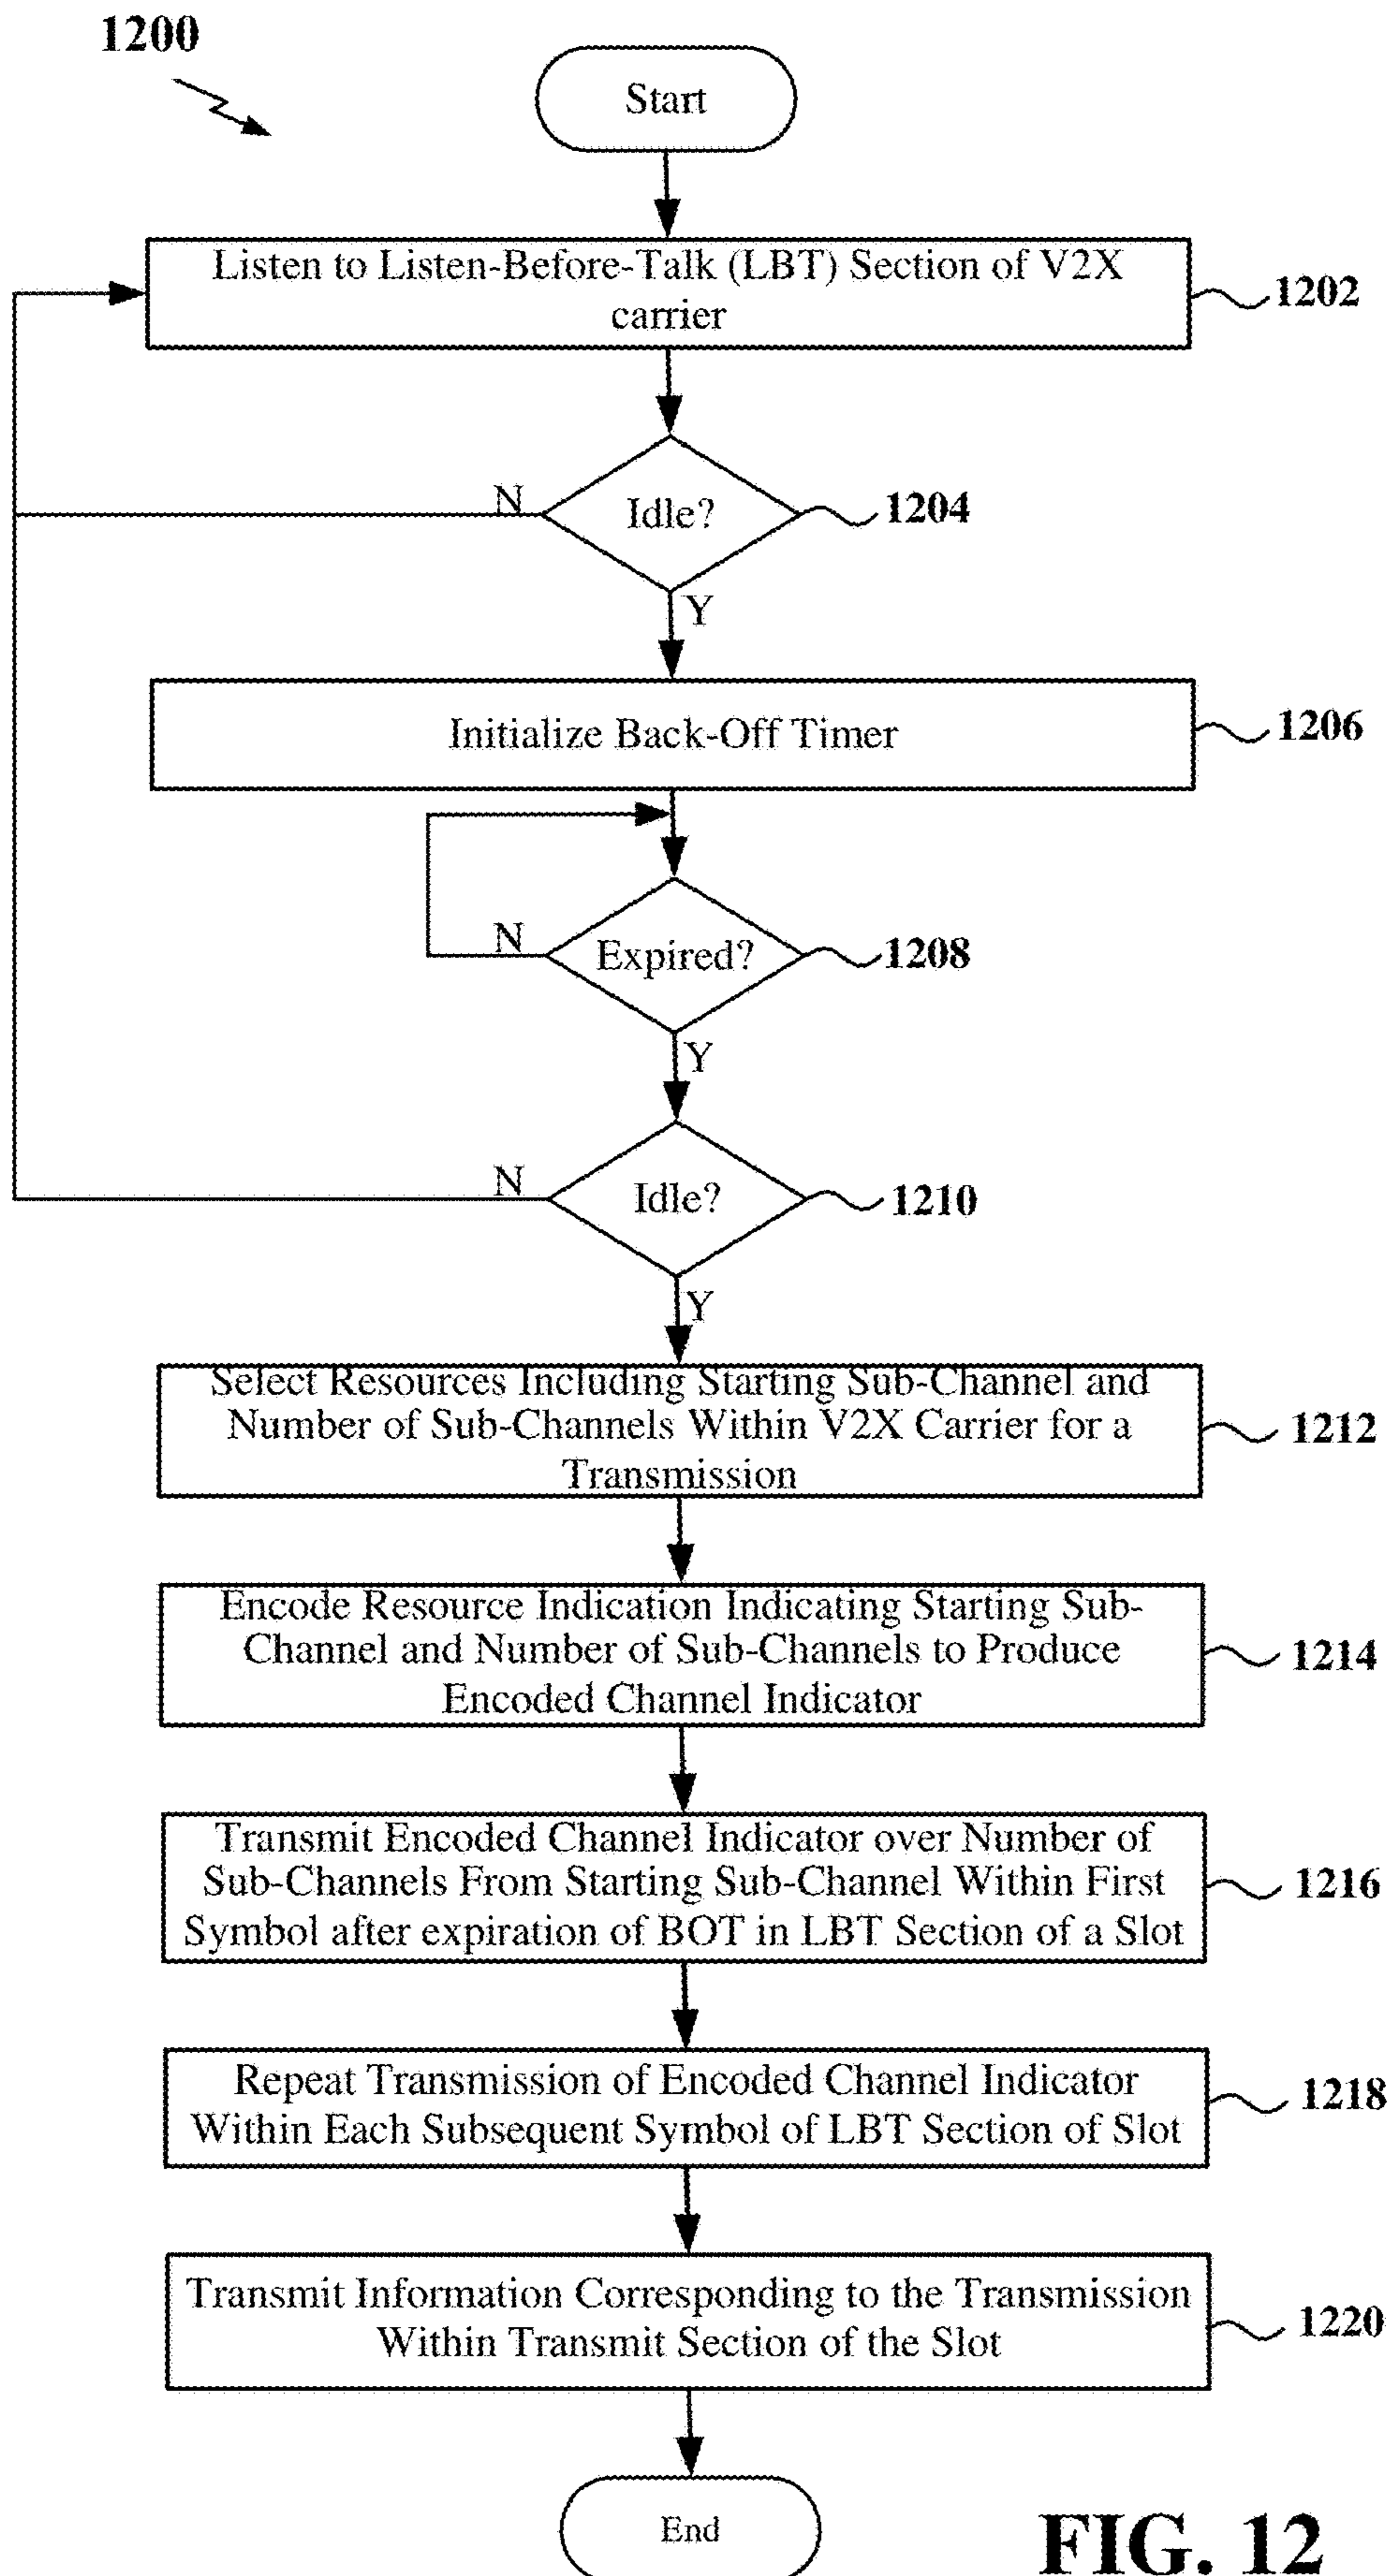 1200
Start
Listen to Listen-Before-Talk (LBT) Section of V2X
carrier
1202
Idle?
1204
N
Y
Initialize Back-Off Timer
1206
Expired?
1208
N
Y
Idle?
1210
N
Y
Select Resources Including Starting Sub-Channel and
Number of Sub-Channels Within V2X Carrier for a
Transmission
1212
Encode Resource Indication Indicating Starting Sub-
Channel and Number of Sub-Channels to Produce
Encoded Channel Indicator
1214
Transmit Encoded Channel Indicator over Number of
Sub-Channels From Starting Sub-Channel Within First
Symbol after expiration of BOT in LBT Section of a Slot
1216
Repeat Transmission of Encoded Channel Indicator
Within Each Subsequent Symbol of LBT Section of Slot
1218
Transmit Information Corresponding to the Transmission
Within Transmit Section of the Slot
1220
End
FIG. 12